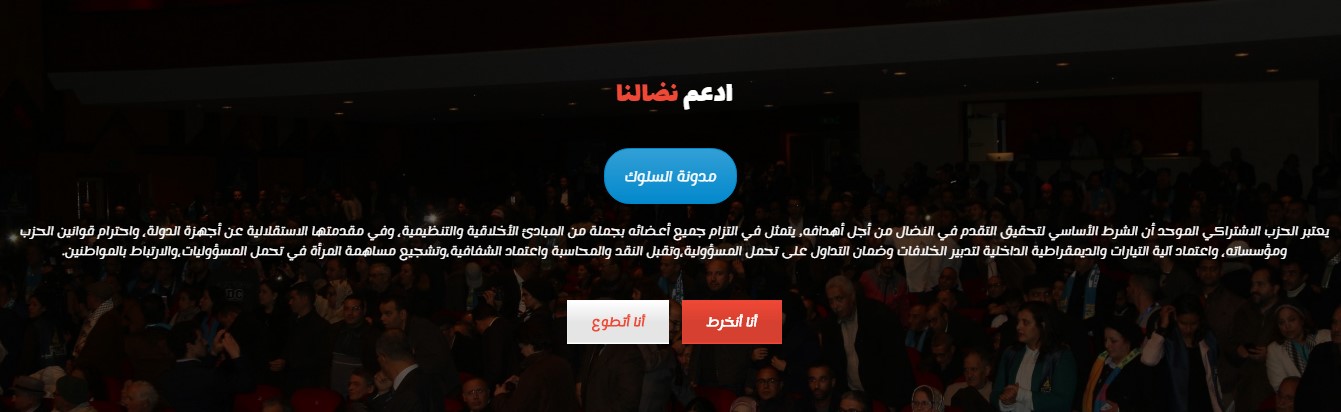 ادعم نضالنا
مدونة السلوك
يعتبر الحزب الاشتراكي الموحد أن الشرط الأساسي لتحقيق التقدم في النضال من أجل أهدافه، يتمثل في التزام جميع أعضائه بجملة من المبادئ الأخلاقية والتنظيمية، وفي مقدمتها الاستقلالية عن أجهزة الدولة، واحترام قوانين الحزب
ومؤسساته، واعتماد آلية التيارات والديمقراطية الداخلية لتدبير الخلافات وضمان التداول على تحمل المسؤولية،وتقبل النقد والمحاسبة واعتماد الشفافية،وتشجيع مساهمة المرأة في تحمل المسؤوليات،والارتباط بالمواطنين.
أنا أنخرط
أنا أتطوع